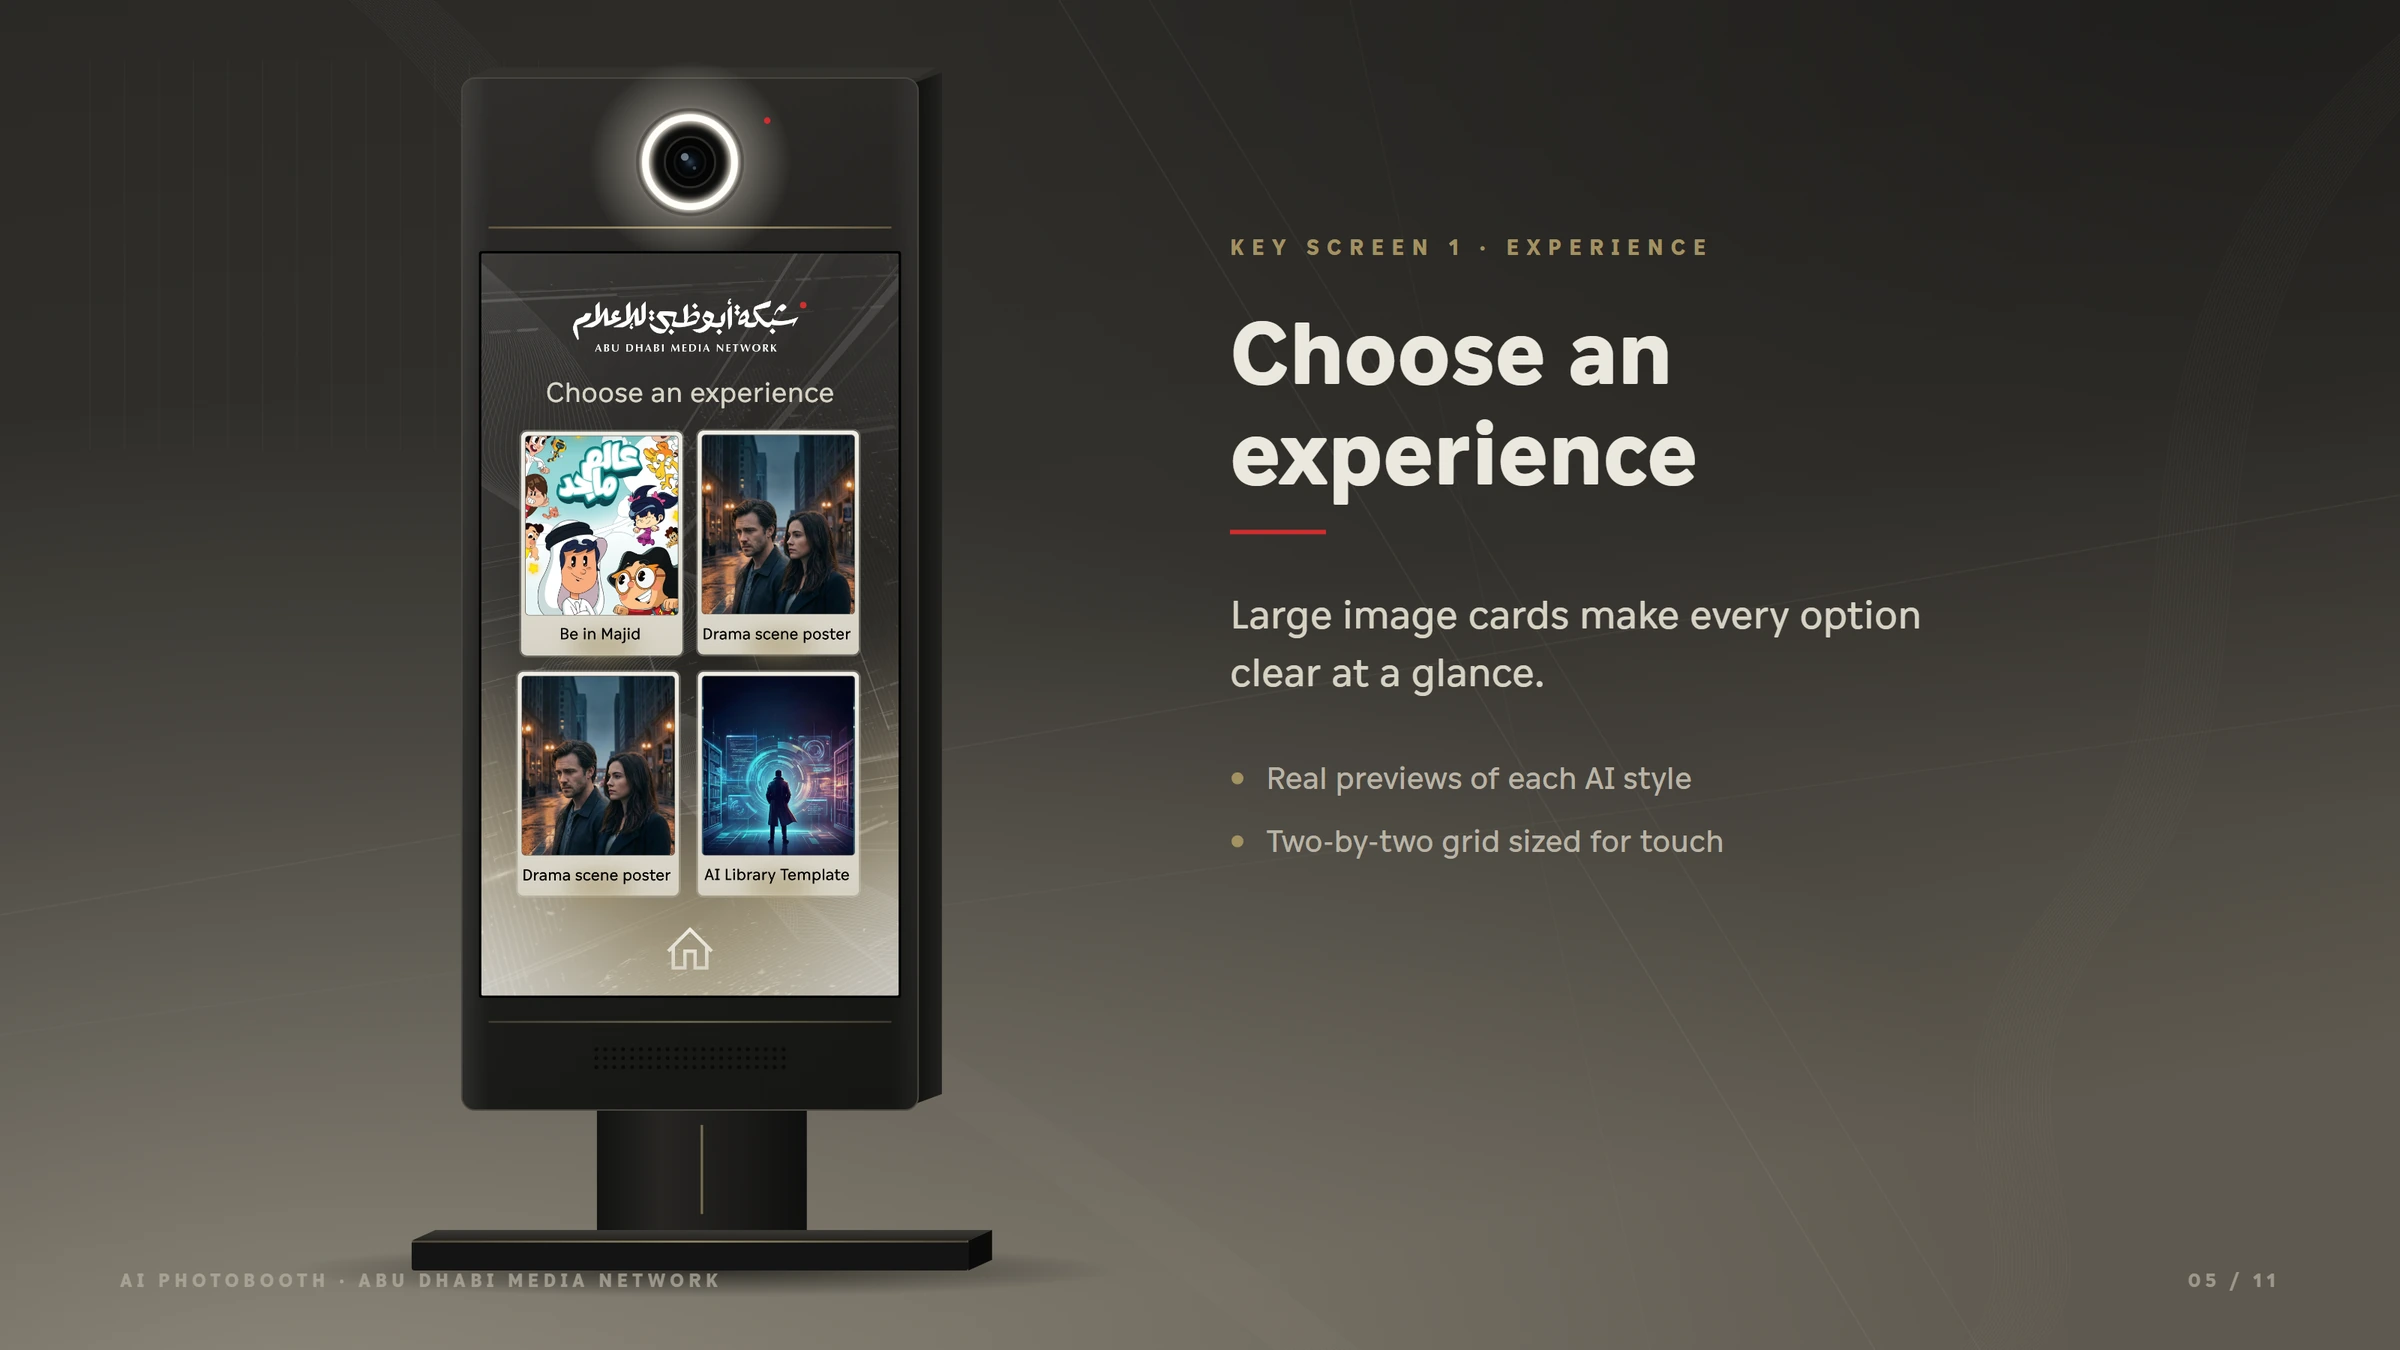 شبكة أبوظبي للإعلام
ABU DHABI MEDIA NETWORK
Choose an experience
عالم
ماجد
Be in Majid
Drama scene poster
Drama scene poster
AI Library Template
KEY SCREEN 1 · EXPERIENCE
Choose an
experience
Large image cards make every option
clear at a glance.
Real previews of each AI style
Two-by-two grid sized for touch
AI PHOTOBOOTH · ABU DHABI MEDIA NETWORK
05 / 11